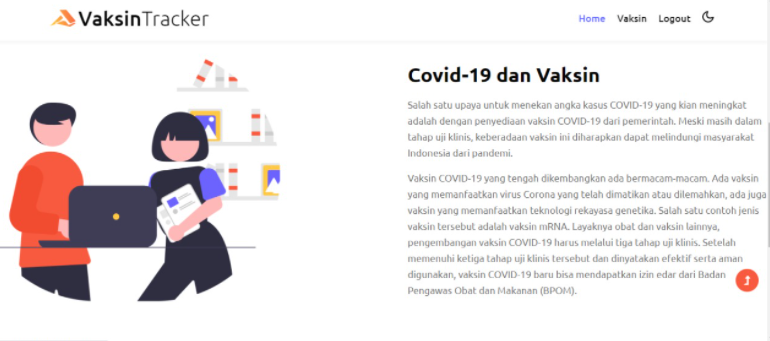 VaksinTracker
Home Vaksin Logout
Covid-19 dan Vaksin
Salah satu upaya untuk menekan angka kasus COVID-19 yang kian meningkat
adalah dengan penyediaan vaksin COVID-19 dari pemerintah. Meski masih dalam
tahap uji klinis, keberadaan vaksin ini diharapkan dapat melindungi masyarakat
Indonesia dari pandemi.
Vaksin COVID-19 yang tengah dikembangkan ada bermacam-macam. Ada vaksin
yang memanfaatkan virus Corona yang telah dimatikan atau dilemahkan, ada juga
vaksin yang memanfaatkan teknologi rekayasa genetika. Salah satu contoh jenis
vaksin tersebut adalah vaksin mRNA. Layaknya obat dan vaksin lainnya,
pengembangan vaksin COVID-19 harus melalui tiga tahap uji klinis. Setelah
memenuhi ketiga tahap uji klinis tersebut dan dinyatakan efektif serta aman
digunakan, vaksin COVID-19 baru bisa mendapatkan izin edar dari Badan
Pengawas Obat dan Makanan (BPOM).